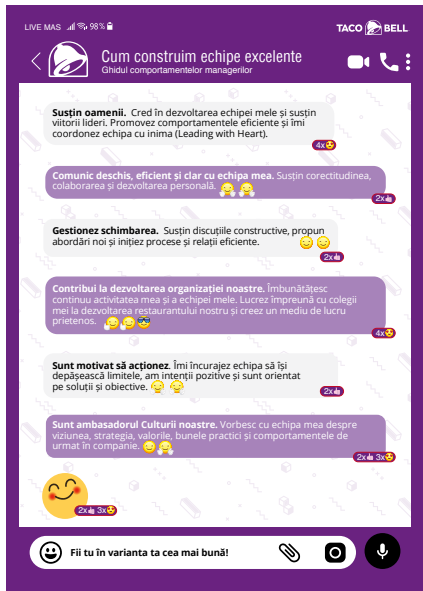 LIVE MAS 98%
TACO BELL
Cum construim echipe excelente
Ghidul comportamentelor managerilor
Susțin oamenii. Cred în dezvoltarea echipei mele și susțin
viitorii lideri. Promovez comportamentele eficiente și îmi
coordonez echipa cu inima (Leading with Heart).
4x
Comunic deschis, eficient și clar cu echipa mea. Susțin corectitudinea,
colaborarea și dezvoltarea personală.
2x
Gestionez schimbarea. Susțin discuțiile constructive, propun
abordări noi și inițiez procese și relații eficiente.
2x
Contribui la dezvoltarea organizației noastre. Îmbunătățesc
continuu activitatea mea și a echipei mele. Lucrez împreună cu colegii
mei la dezvoltarea restaurantului nostru și creez un mediu de lucru
prietenos.
4x
Sunt motivat să acționez. Îmi încurajez echipa să își
depășească limitele, am intenții pozitive și sunt orientat
pe soluții și obiective.
2x
Sunt ambasadorul Culturii noastre. Vorbesc cu echipa mea despre
viziunea, strategia, valorile, bunele practici și comportamentele de
urmat în companie.
2x 3x
2x 3x
Fii tu în varianta ta cea mai bună!